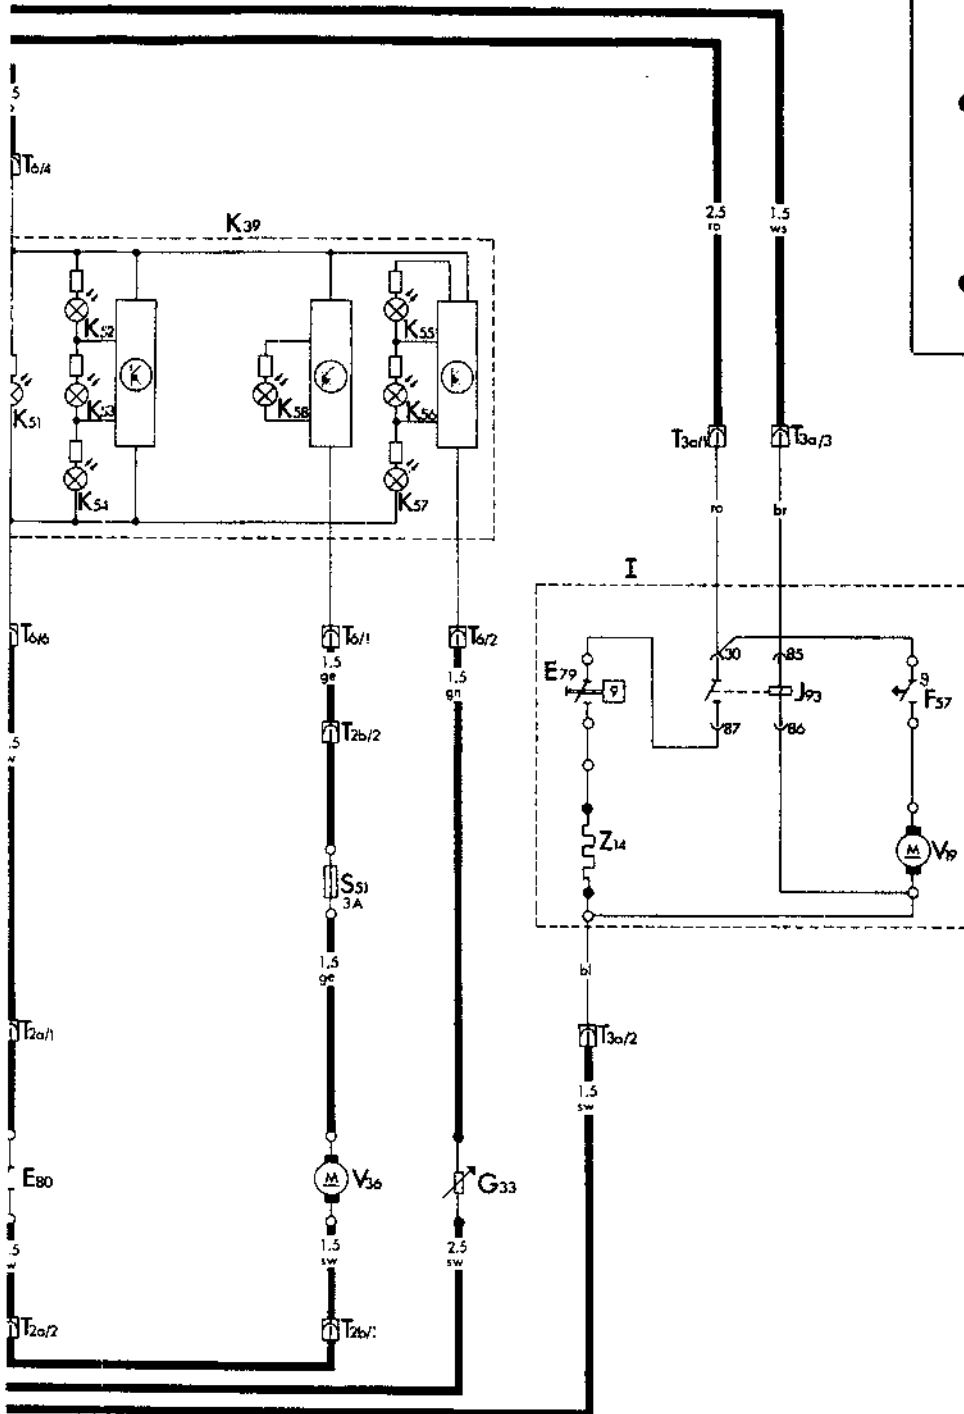 T6/4
K39
2.5
ro
1.5
ws
K52
K55
K51
K53
K58
K56
K54
K57
T3a/1
T3a/3
ro
br
I
T6/6
T6/1
T6/2
1.5
ge
1.5
gn
30
85
E79
9
J93
F57
87
86
T2b/2
Z14
M
V19
S51
3A
1.5
ge
bl
T2a/1
T3a/2
1.5
sw
E80
M
V36
G33
1.5
sw
2.5
sw
T2a/2
T2b/1